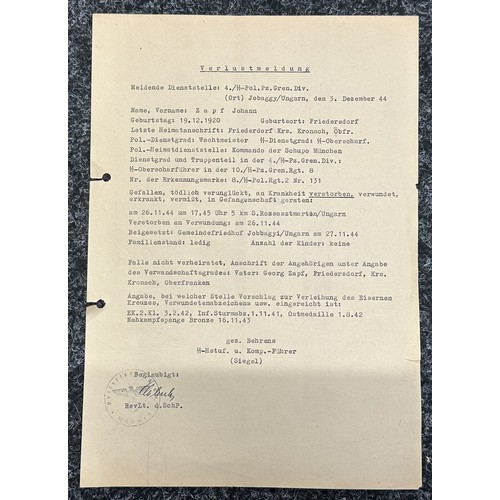 Verlustmeldung
Meldende Dienststelle: 4./SS-Pol.Pz.Gren.Div.
(Ort) Jobaggy/Ungarn, den 3. Dezember 44
Name, Vorname: Zapf Johann
Geburtstag: 19.12.1920 Geburtsort: Friedersdorf
Letzte Heimatanschrift: Friederdorf Krs. Kronsch, Obfr.
Pol.-Dienstgrad: Wachtmeister SS-Dienstgrad: SS-Oberscharf.
Pol.-Heimatdienststelle: Kommando der Schupo München
Dienstgrad und Truppenteil in der 4./SS-Pz.Gren.Div.:
SS-Oberscharführer in der 10./SS-Pz.Gren.Rgt. 8
Nr. der Erkennungsmarke: 8./SS-Pol.Rgt.2 Nr. 131
Gefallen, tödlich verunglückt, an Krankheit verstorben, verwundet,
erkrankt, vermißt, in Gefangenschaft geraten:
am 26.11.44 um 17,45 Uhr 5 km S.Rozsaszmartén/Ungarn
Verstorben an Verwundung: am 26.11.44
Beigesetzt: Gemeindefriedhof Jobbagyi/Ungarn am 27.11.44
Familienstand: ledig Anzahl der Kinder: keine
Falls nicht verheiratet, Anschrift der Angehörigen unter Angabe
des Verwandschaftsgrades: Vater: Georg Zapf, Friedersdorf, Krs.
Kronsch, Oberfranken
Angabe, bei welcher Stelle Vorschlag zur Verleihung des Eisernen
Kreuzes, Verwundetenabzeichens usw. eingereicht ist:
EK.2.Kl. 3.2.42, Inf.Sturmabz.1.11.41, Ostmedaille 1.8.42
Nahkampfspange Bronze 16.11.43
gez. Behrens
SS-Hstuf. u. Komp.-Führer
(Siegel)
Beglaubigt:
RevLt. d.SchP.